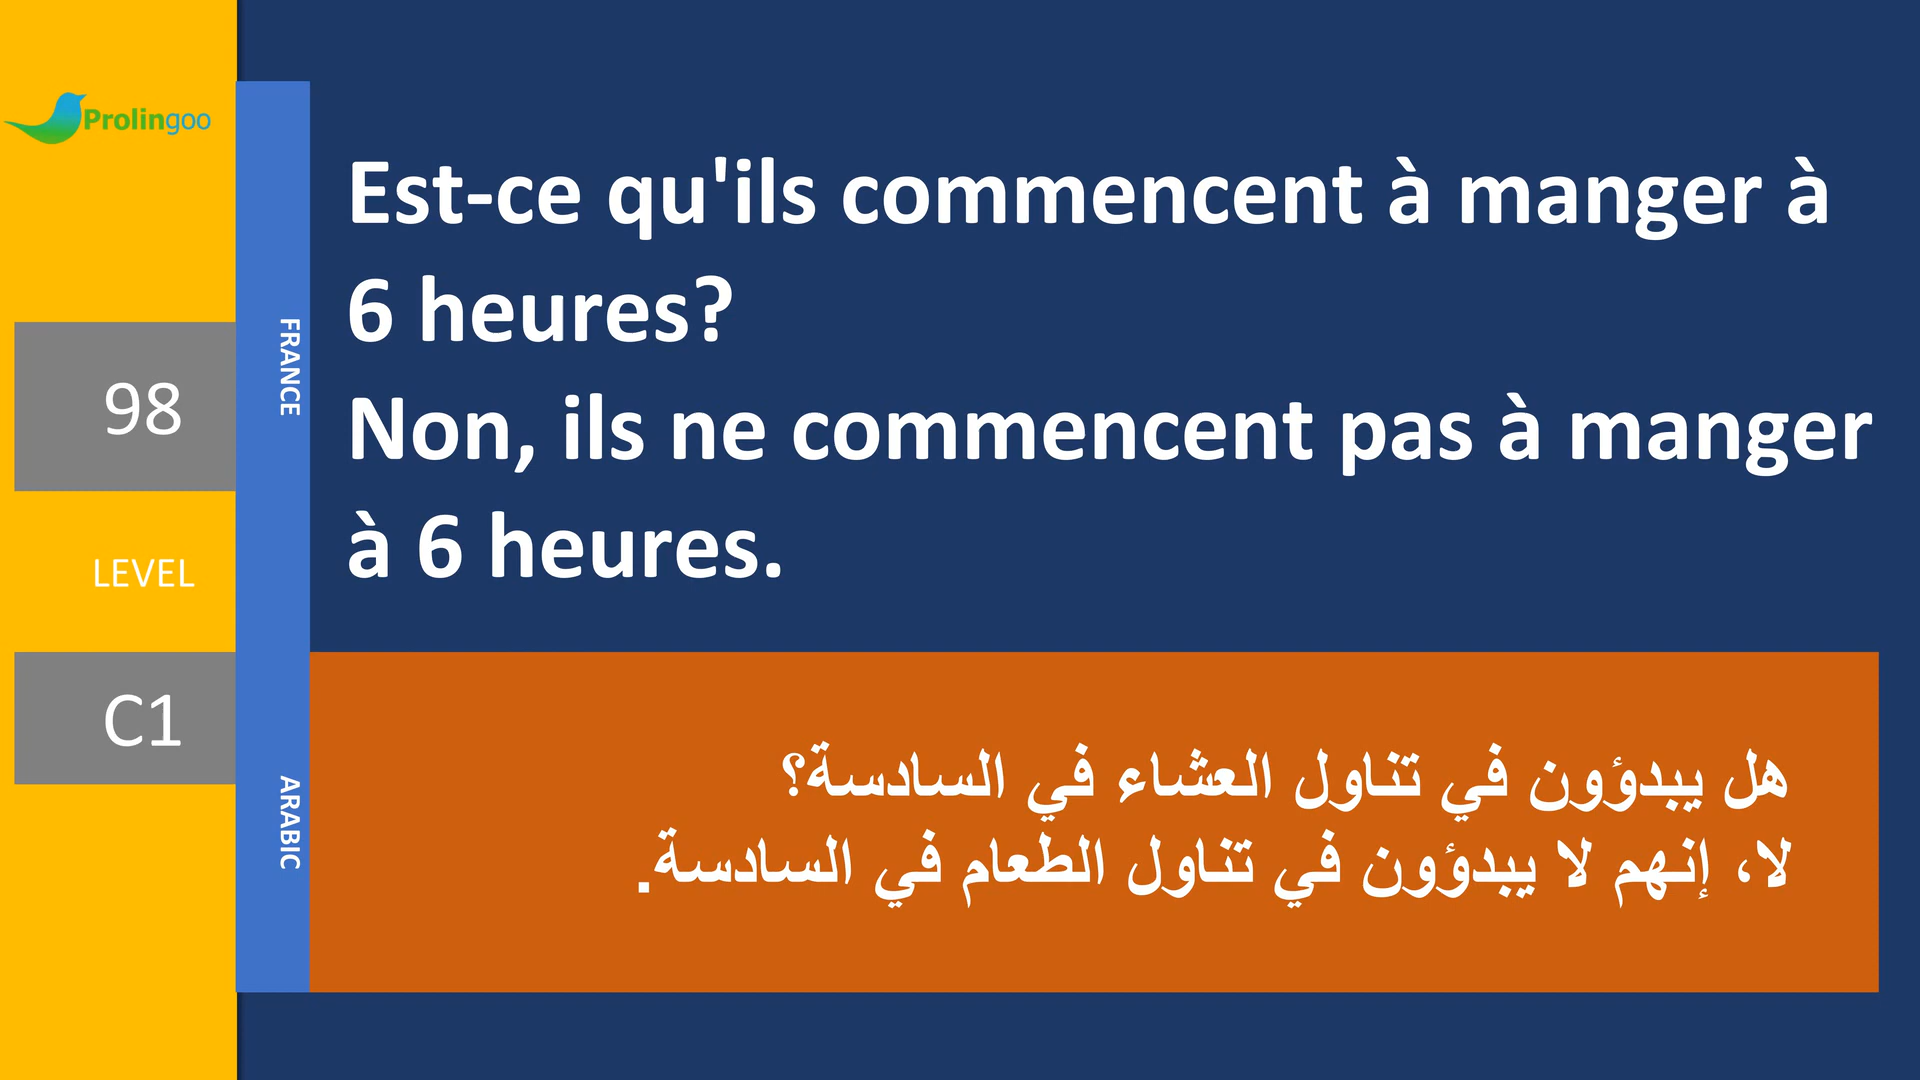 Prolingoo
98
LEVEL
C1
FRANCE
ARABIC
Est-ce qu'ils commencent à manger à
6 heures?
Non, ils ne commencent pas à manger
à 6 heures.
هل يبدؤون في تناول العشاء في السادسة؟
لا، إنهم لا يبدؤون في تناول الطعام في السادسة.